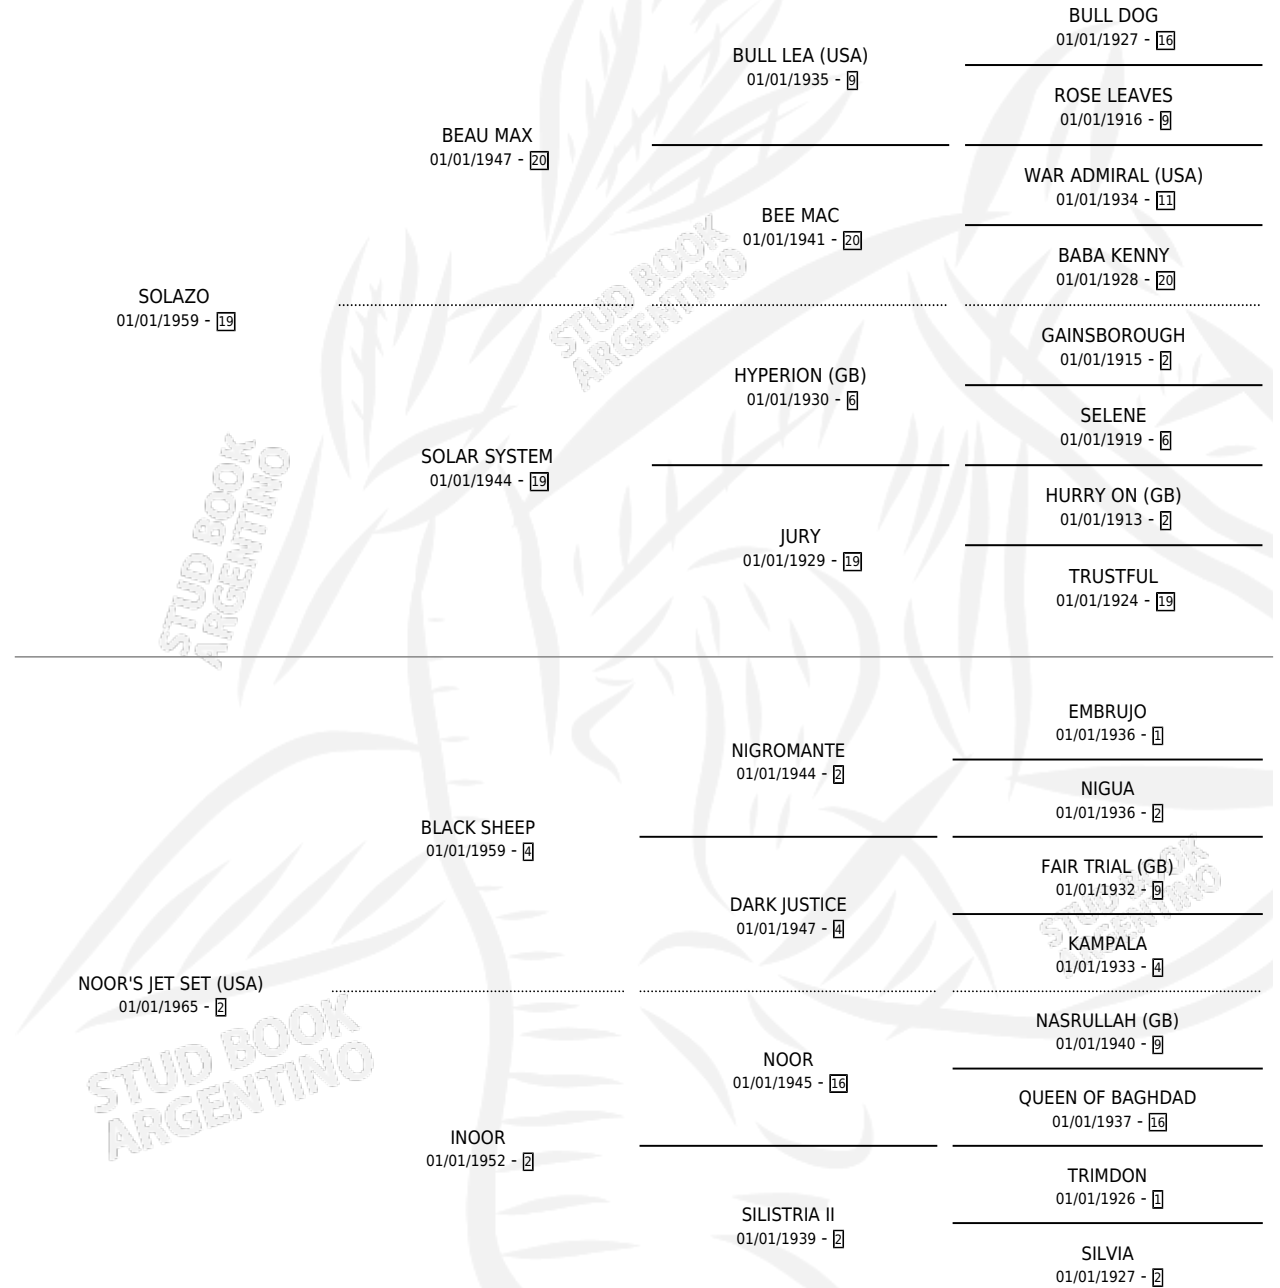 BULL DOG
01/01/1927 - 16
BULL LEA (USA)
01/01/1935 - 9
ROSE LEAVES
01/01/1916 - 9
BEAU MAX
01/01/1947 - 20
WAR ADMIRAL (USA)
01/01/1934 - 11
BEE MAC
01/01/1941 - 20
BABA KENNY
01/01/1928 - 20
STUD BOOK
ARGENTINO
SOLAZO
01/01/1959 - 19
GAINSBOROUGH
01/01/1915 - 2
HYPERION (GB)
01/01/1930 - 6
SELENE
01/01/1919 - 6
SOLAR SYSTEM
01/01/1944 - 19
HURRY ON (GB)
01/01/1913 - 2
JURY
01/01/1929 - 19
TRUSTFUL
01/01/1924 - 19
STUD BOOK
ARGENTINO
EMBRUJO
01/01/1936 - 1
NIGROMANTE
01/01/1944 - 2
NIGUA
01/01/1936 - 2
BLACK SHEEP
01/01/1959 - 4
FAIR TRIAL (GB)
01/01/1932 - 9
DARK JUSTICE
01/01/1947 - 4
KAMPALA
01/01/1933 - 4
STUD BOOK
ARGENTINO
NOOR'S JET SET (USA)
01/01/1965 - 2
NASRULLAH (GB)
01/01/1940 - 9
NOOR
01/01/1945 - 16
QUEEN OF BAGHDAD
01/01/1937 - 16
STUD BOOK
ARGENTINO
INOOR
01/01/1952 - 2
TRIMDON
01/01/1926 - 1
SILISTRIA II
01/01/1939 - 2
SILVIA
01/01/1927 - 2